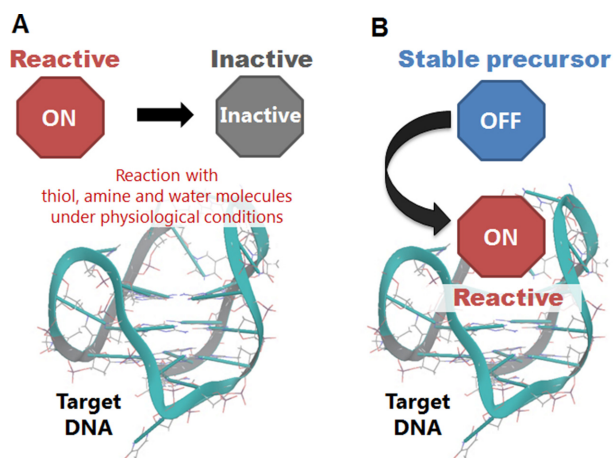 A
Reactive
Inactive
ON
Inactive
Reaction with
thiol, amine and water molecules
under physiological conditions
Target
DNA
B
Stable precursor
OFF
ON
Reactive
Target
DNA